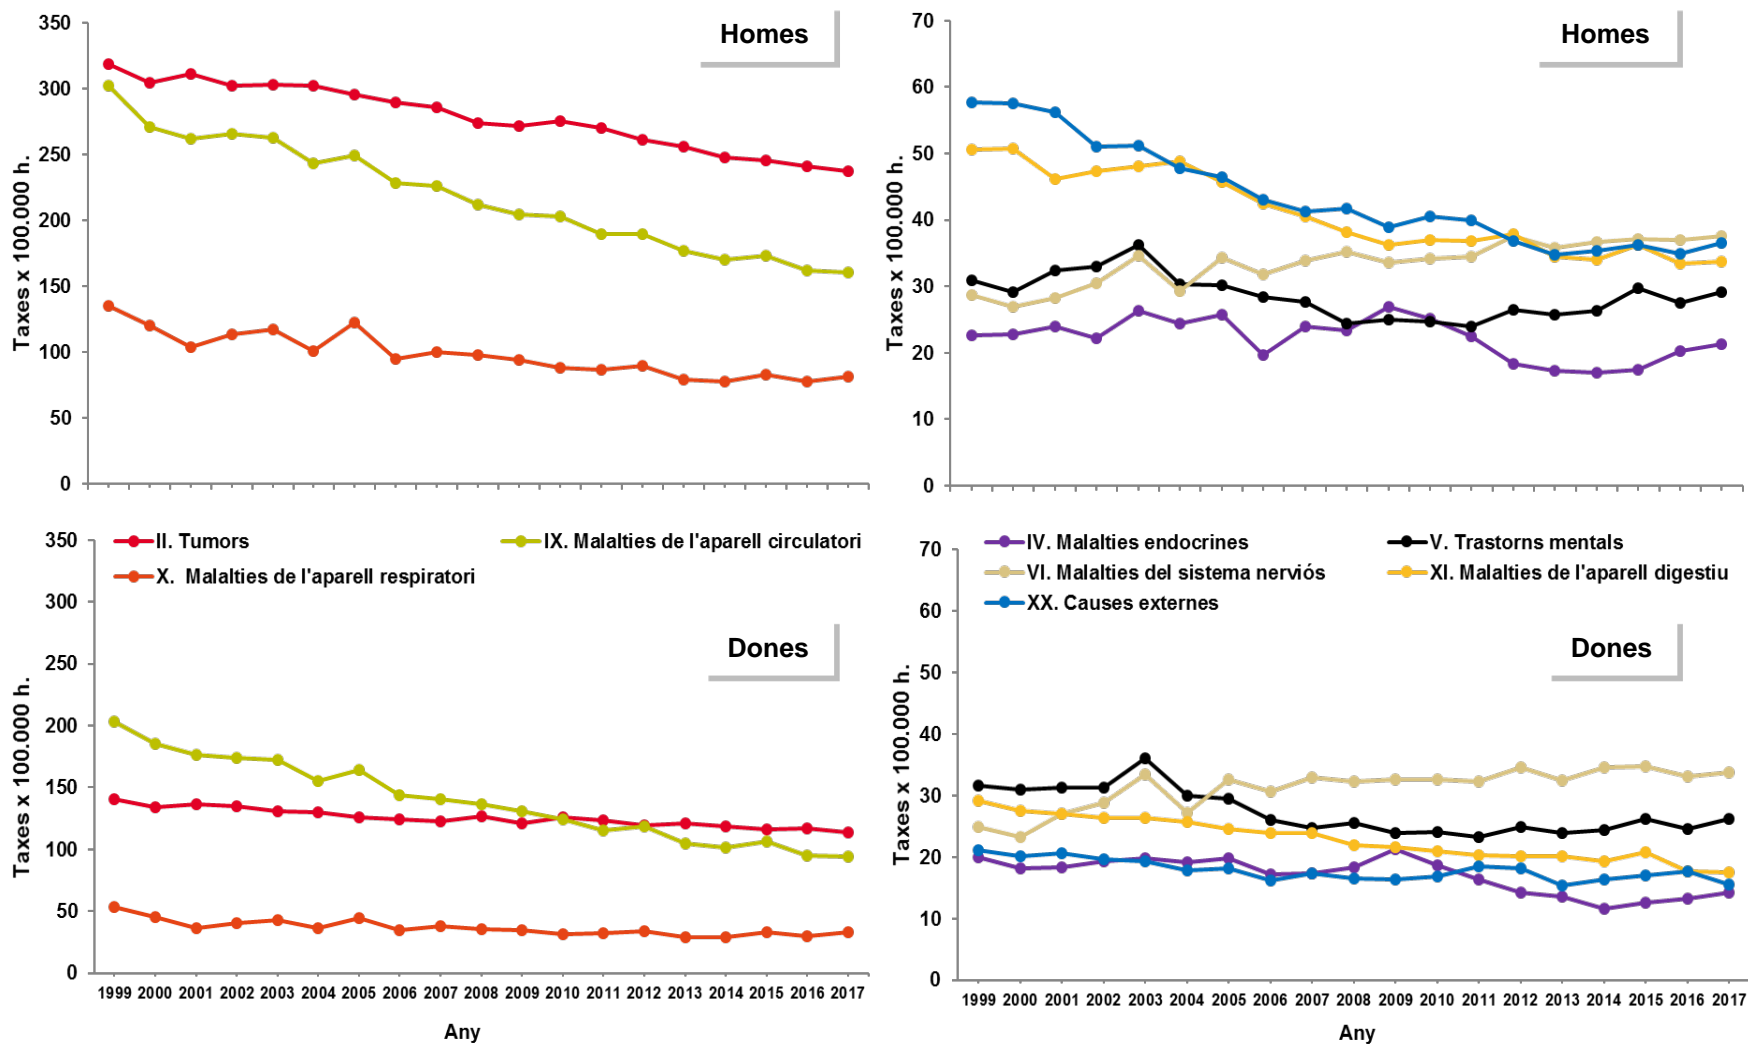 Homes
350
300
250
200
150
100
50
0
Taxes x 100.000 h.
Homes
70
60
50
40
30
20
10
0
Taxes x 100.000 h.
II. Tumors
IX. Malalties de l'aparell circulatori
X. Malalties de l'aparell respiratori
Dones
350
300
250
200
150
100
50
0
Taxes x 100.000 h.
1999 2000 2001 2002 2003 2004 2005 2006 2007 2008 2009 2010 2011 2012 2013 2014 2015 2016 2017
Any
IV. Malalties endocrines
V. Trastorns mentals
VI. Malalties del sistema nerviós
XI. Malalties de l'aparell digestiu
XX. Causes externes
Dones
70
60
50
40
30
20
10
0
Taxes x 100.000 h.
1999 2000 2001 2002 2003 2004 2005 2006 2007 2008 2009 2010 2011 2012 2013 2014 2015 2016 2017
Any